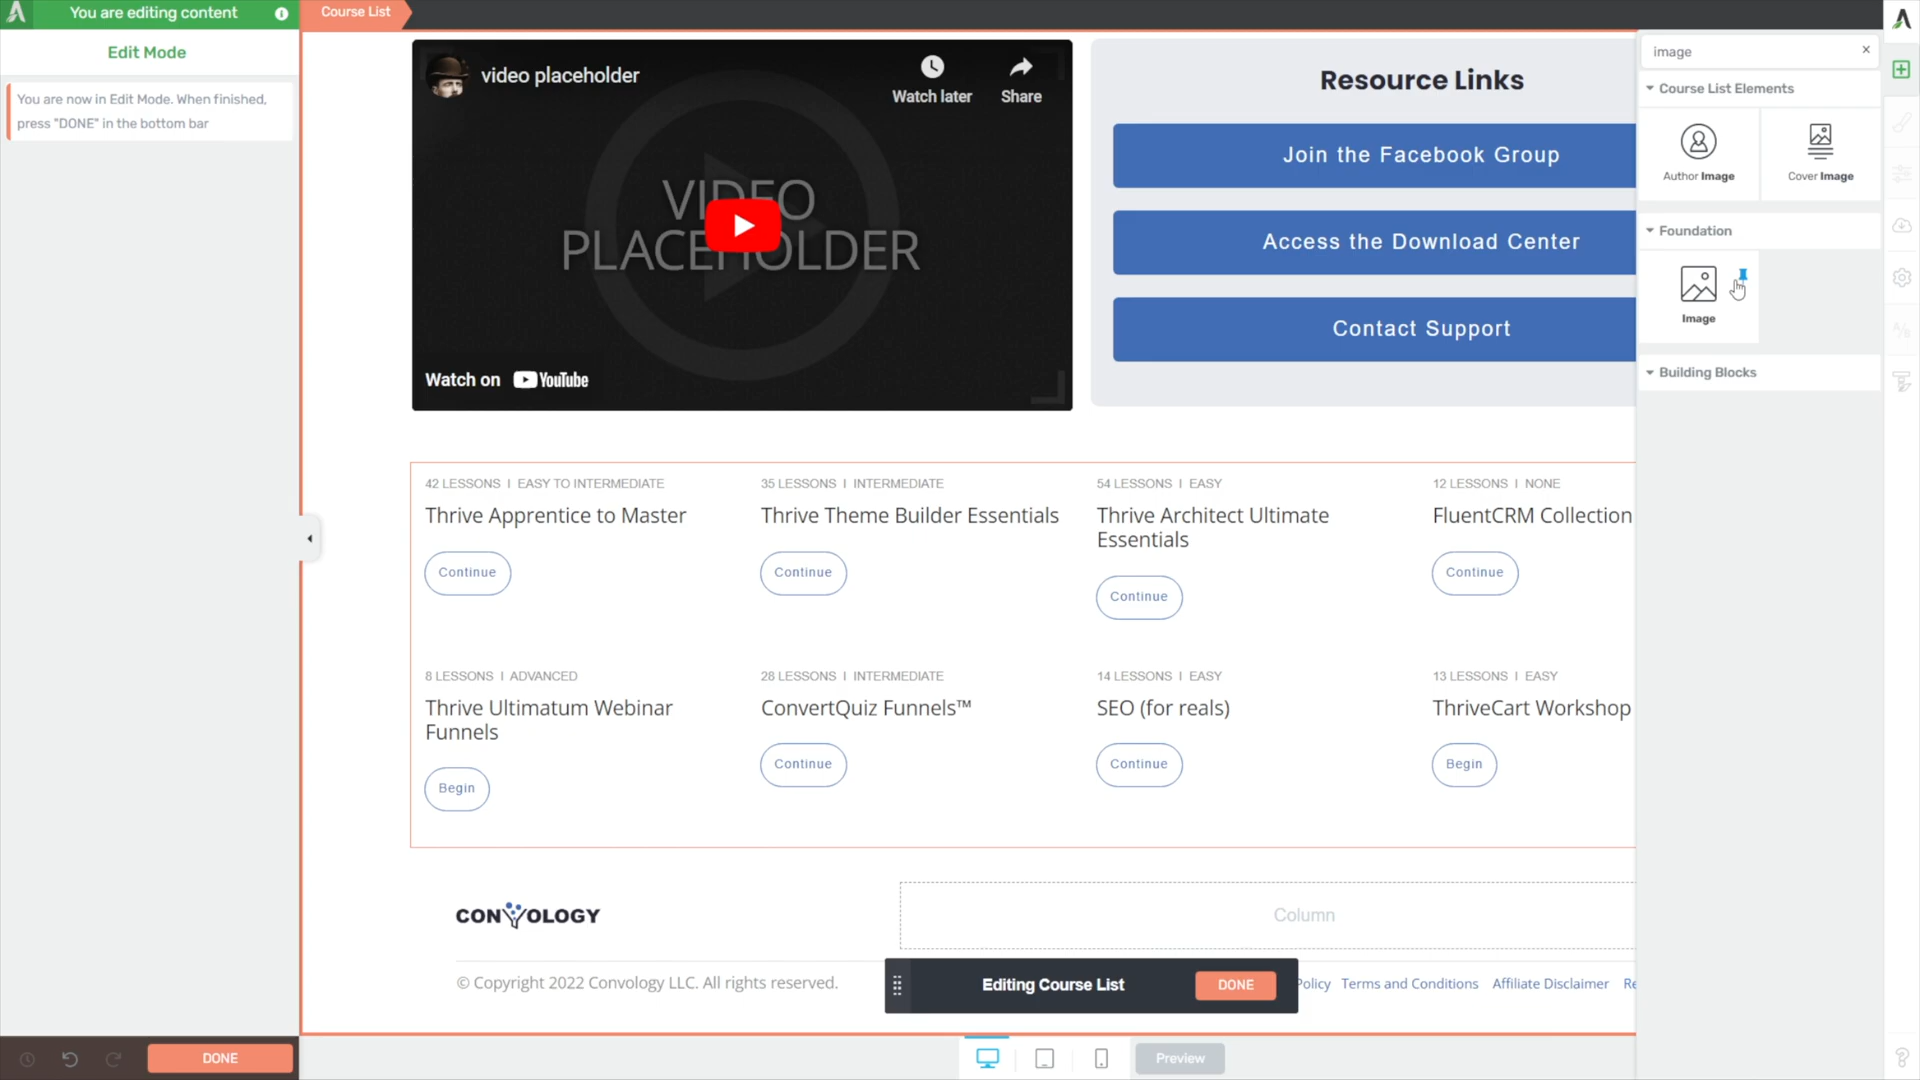 You are editing content
Course List
Edit Mode
You are now in Edit Mode. When finished,
press "DONE" in the bottom bar
video placeholder
Watch later
Share
VIDEO
PLACEHOLDER
Watch on YouTube
Resource Links
Join the Facebook Group
Access the Download Center
Contact Support
image
Course List Elements
Author Image
Cover Image
Foundation
Image
Building Blocks
42 LESSONS I EASY TO INTERMEDIATE
Thrive Apprentice to Master
Continue
35 LESSONS I INTERMEDIATE
Thrive Theme Builder Essentials
Continue
54 LESSONS I EASY
Thrive Architect Ultimate
Essentials
Continue
12 LESSONS I NONE
FluentCRM Collection
Continue
8 LESSONS I ADVANCED
Thrive Ultimatum Webinar
Funnels
Begin
28 LESSONS I INTERMEDIATE
ConvertQuiz Funnels™
Continue
14 LESSONS I EASY
SEO (for reals)
Continue
13 LESSONS I EASY
ThriveCart Workshop
Begin
CONVOLOGY
Column
© Copyright 2022 Convology LLC. All rights reserved.
Policy Terms and Conditions Affiliate Disclaimer Re
Editing Course List
DONE
DONE
Preview